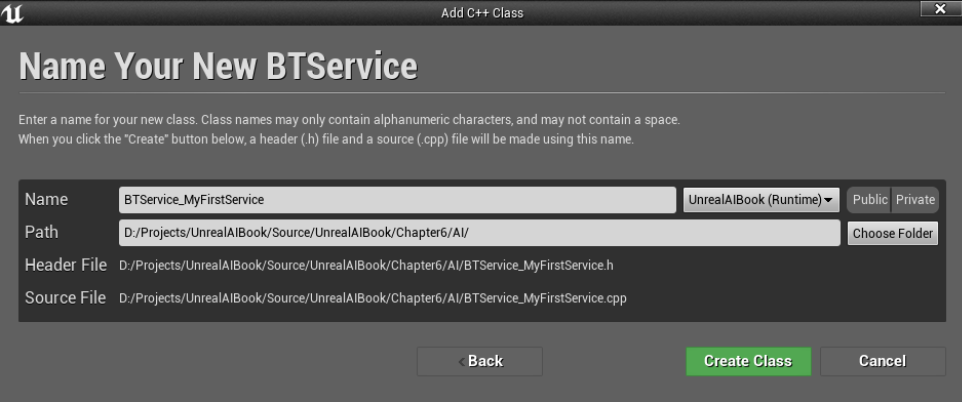 Add C++ Class
Name Your New BTService
Enter a name for your new class. Class names may only contain alphanumeric characters, and may not contain a space.
When you click the "Create" button below, a header (.h) file and a source (.cpp) file will be made using this name.
Name BTService_MyFirstService UnrealAIBook (Runtime) Public Private
Path D:/Projects/UnrealAIBook/Source/UnrealAIBook/Chapter6/AI/ Choose Folder
Header File D:/Projects/UnrealAIBook/Source/UnrealAIBook/Chapter6/AI/BTService_MyFirstService.h
Source File D:/Projects/UnrealAIBook/Source/UnrealAIBook/Chapter6/AI/BTService_MyFirstService.cpp
Back Create Class Cancel